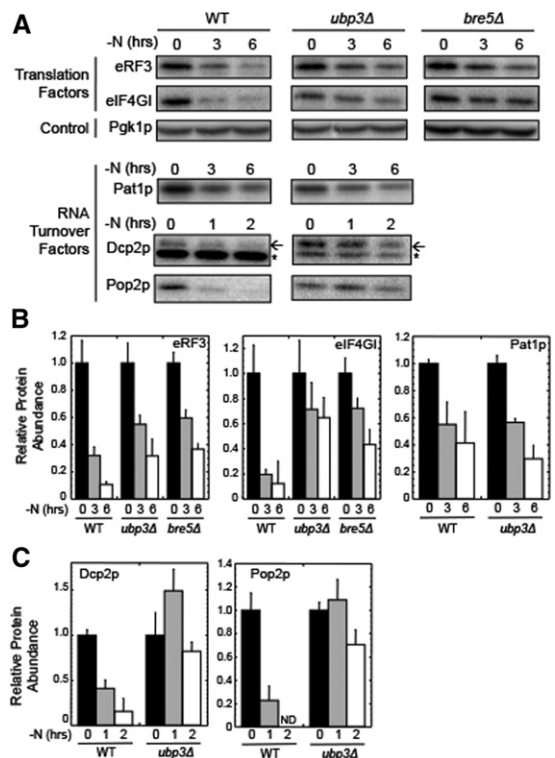 A
WT ubp3Δ bre5Δ
-N (hrs) 0 3 6 0 3 6 0 3 6
Translation Factors
eRF3
eIF4GI
Control Pgk1p
-N (hrs) 0 3 6 0 3 6
RNA Turnover Factors
Pat1p
-N (hrs) 0 1 2 0 1 2
Dcp2p ← * ← *
Pop2p
B
Relative Protein Abundance
eRF3
1.2
1.0
0.8
0.6
0.4
0.2
0
-N (hrs) 0 3 6 0 3 6 0 3 6
WT ubp3Δ bre5Δ
eIF4GI
1.2
1.0
0.8
0.6
0.4
0.2
0
0 3 6 0 3 6 0 3 6
WT ubp3Δ bre5Δ
Pat1p
1.2
1.0
0.8
0.6
0.4
0.2
0
0 3 6 0 3 6
WT ubp3Δ
C
Relative Protein Abundance
Dcp2p
1.5
1.0
0.5
0
-N (hrs) 0 1 2 0 1 2
WT ubp3Δ
Pop2p
1.4
1.2
1.0
0.8
0.6
0.4
0.2
0
ND
0 1 2 0 1 2
WT ubp3Δ